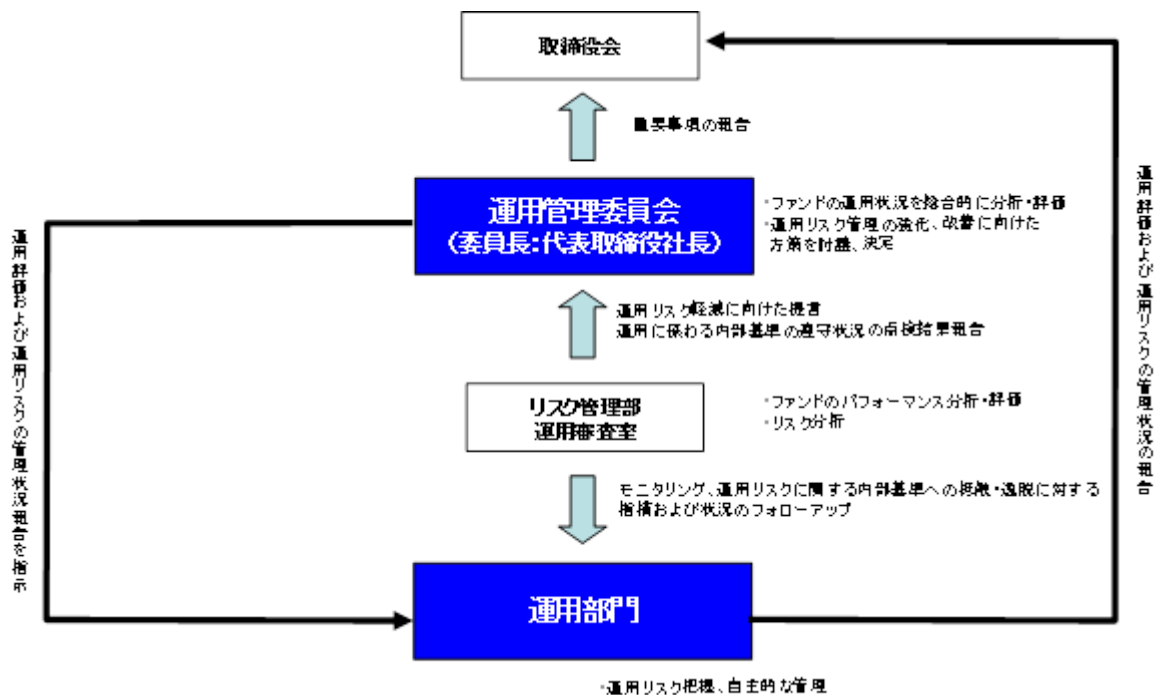 取締役会
重要事項の報告
運用管理委員会
(委員長:代表取締役社長)
・ファンドの運用状況を総合的に分析・評価
・運用リスク管理の強化、改善に向けた
方策を討議、決定
運用リスク軽減に向けた提言
運用に係わる内部基準の遵守状況の点検結果報告
リスク管理部
運用審査室
・ファンドのパフォーマンス分析・評価
・リスク分析
モニタリング、運用リスクに関する内部基準への抵触・逸脱に対する
指摘および状況のフォローアップ
運用部門
・運用リスク把握、自主的な管理
運用評価および運用リスクの管理状況報告を指示
運用評価および運用リスクの管理状況の報告